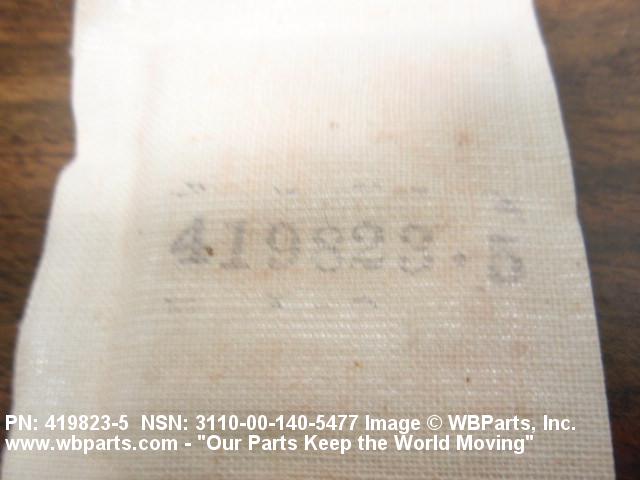 419823-5
PN: 419823-5 NSN: 3110-00-140-5477 Image © WBParts, Inc.
www.wbparts.com - "Our Parts Keep the World Moving"